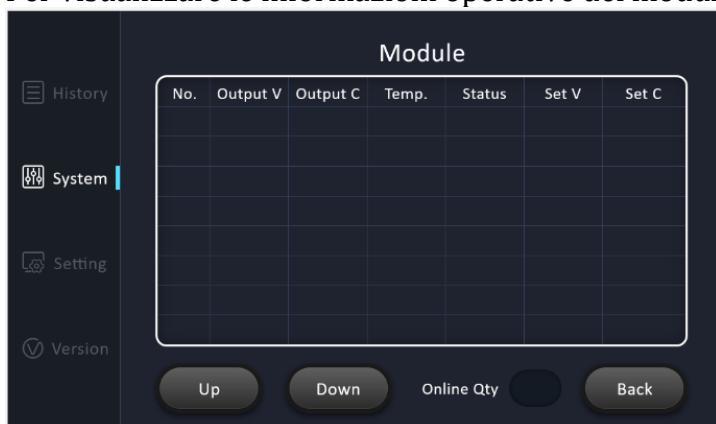 Module
History
No. Output V Output C Temp. Status Set V Set C
System
Setting
Version
Up Down Online Qty Back